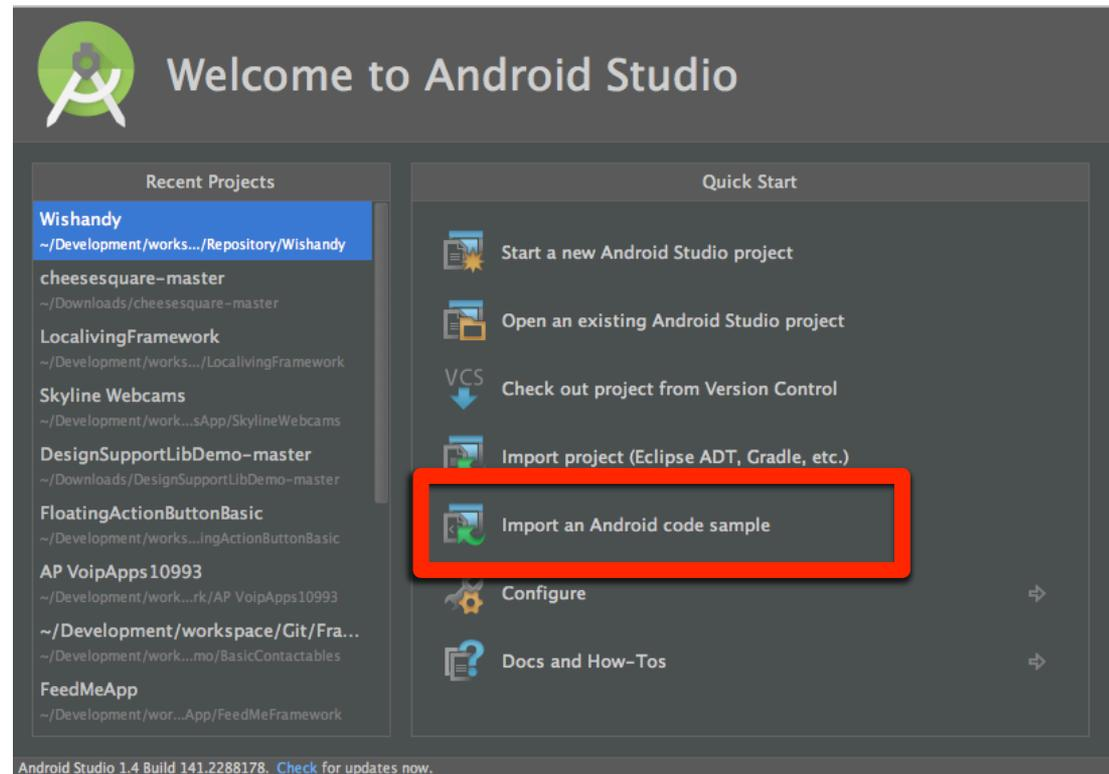 Welcome to Android Studio
Recent Projects
Wishandy
~/Development/works.../Repository/Wishandy
cheesesquare-master
~/Downloads/cheesesquare-master
LocalivingFramework
~/Development/works.../LocalivingFramework
Skyline Webcams
~/Development/work...sApp/SkylineWebcams
DesignSupportLibDemo-master
~/Downloads/DesignSupportLibDemo-master
FloatingActionButtonBasic
~/Development/works...ingActionButtonBasic
AP VoipApps10993
~/Development/work...rk/AP VoipApps10993
~/Development/workspace/Git/Fra...
~/Development/work...mo/BasicContactables
FeedMeApp
~/Development/wor...App/FeedMeFramework
Quick Start
Start a new Android Studio project
Open an existing Android Studio project
VCS
Check out project from Version Control
Import project (Eclipse ADT, Gradle, etc.)
Import an Android code sample
Configure
Docs and How-Tos
Android Studio 1.4 Build 141.2288178. Check for updates now.